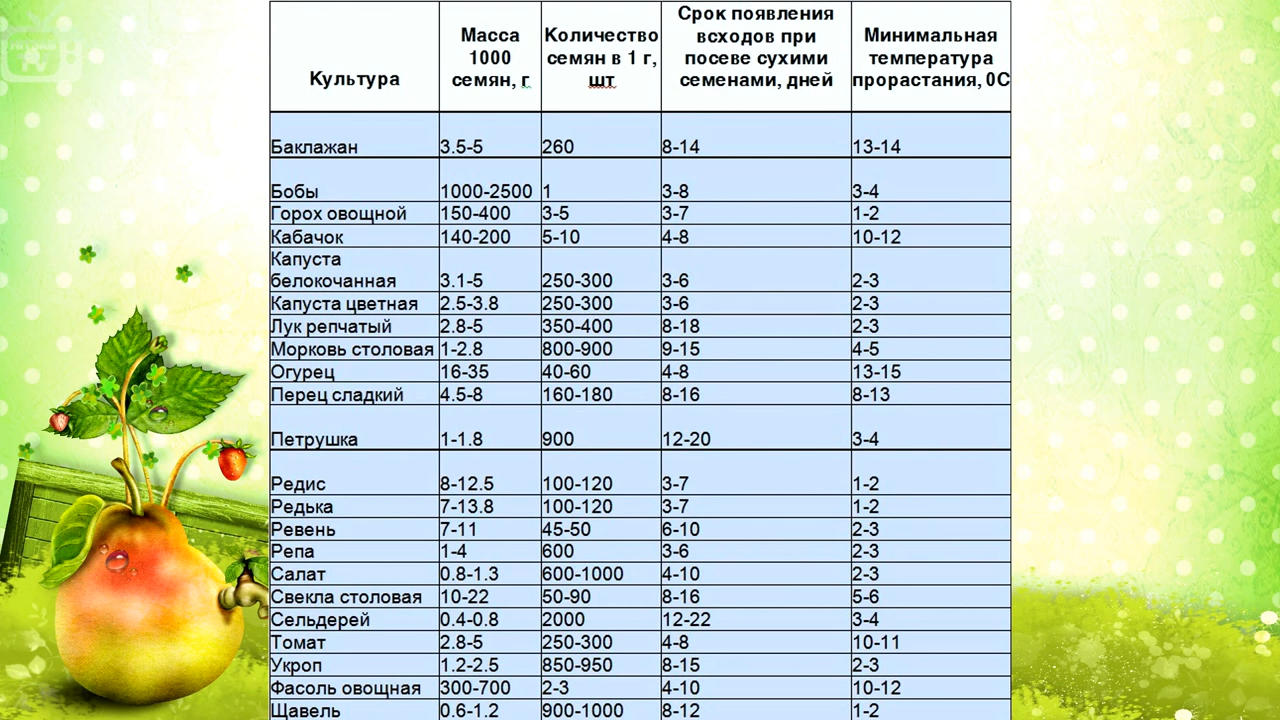 Культура | Масса 1000 семян, г | Количество семян в 1 г, шт | Срок появления всходов при посеве сухими семенами, дней | Минимальная температура прорастания, 0С
Баклажан | 3.5-5 | 260 | 8-14 | 13-14
Бобы | 1000-2500 | 1 | 3-8 | 3-4
Горох овощной | 150-400 | 3-5 | 3-7 | 1-2
Кабачок | 140-200 | 5-10 | 4-8 | 10-12
Капуста белокочанная | 3.1-5 | 250-300 | 3-6 | 2-3
Капуста цветная | 2.5-3.8 | 250-300 | 3-6 | 2-3
Лук репчатый | 2.8-5 | 350-400 | 8-18 | 2-3
Морковь столовая | 1-2.8 | 800-900 | 9-15 | 4-5
Огурец | 16-35 | 40-60 | 4-8 | 13-15
Перец сладкий | 4.5-8 | 160-180 | 8-16 | 8-13
Петрушка | 1-1.8 | 900 | 12-20 | 3-4
Редис | 8-12.5 | 100-120 | 3-7 | 1-2
Редька | 7-13.8 | 100-120 | 3-7 | 1-2
Ревень | 7-11 | 45-50 | 6-10 | 2-3
Репа | 1-4 | 600 | 3-6 | 2-3
Салат | 0.8-1.3 | 600-1000 | 4-10 | 2-3
Свекла столовая | 10-22 | 50-90 | 8-16 | 5-6
Сельдерей | 0.4-0.8 | 2000 | 12-22 | 3-4
Томат | 2.8-5 | 250-300 | 4-8 | 10-11
Укроп | 1.2-2.5 | 850-950 | 8-15 | 2-3
Фасоль овощная | 300-700 | 2-3 | 4-10 | 10-12
Щавель | 0.6-1.2 | 900-1000 | 8-12 | 1-2